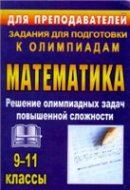 ДЛЯ ПРЕПОДАВАТЕЛЕЙ
ЗАДАНИЯ ДЛЯ ПОДГОТОВКИ
К ОЛИМПИАДАМ
МАТЕМАТИКА
Решение олимпиадных задач
повышенной сложности
9-11
классы